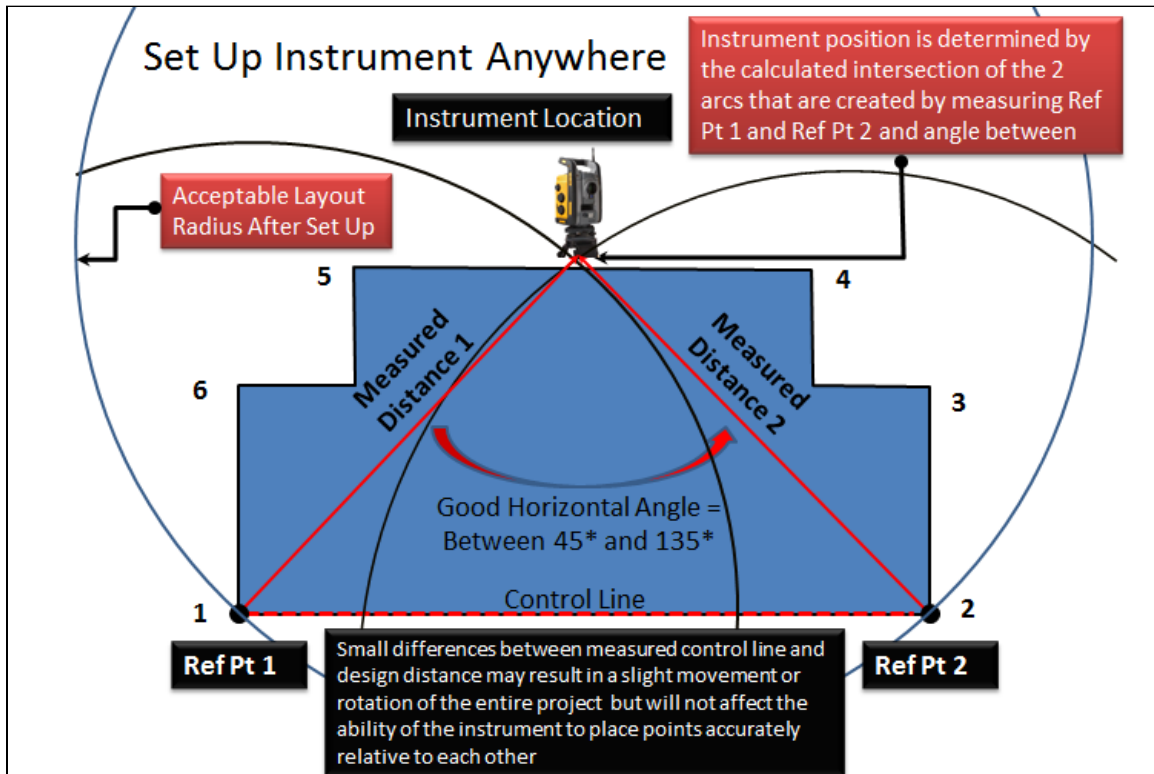 Set Up Instrument Anywhere
Instrument position is determined by
the calculated intersection of the 2
arcs that are created by measuring Ref
Pt 1 and Ref Pt 2 and angle between
Instrument Location
Acceptable Layout
Radius After Set Up
5
4
Measured
Distance 1
Measured
Distance 2
6
3
Good Horizontal Angle =
Between 45* and 135*
Control Line
1
2
Ref Pt 1
Ref Pt 2
Small differences between measured control line and
design distance may result in a slight movement or
rotation of the entire project but will not affect the
ability of the instrument to place points accurately
relative to each other